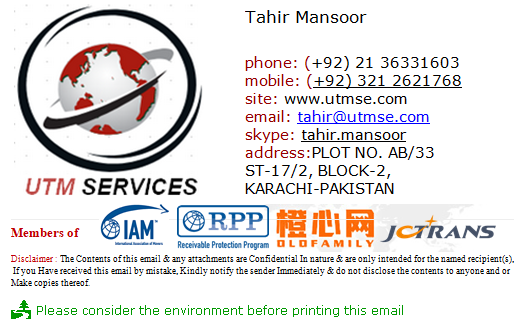 Tahir Mansoor
phone: (+92) 21 36331603
mobile: (+92) 321 2621768
site: www.utmse.com
email: tahir@utmse.com
skype: tahir.mansoor
address:PLOT NO. AB/33
ST-17/2, BLOCK-2,
KARACHI-PAKISTAN
UTM SERVICES
Members of
IAM
International Association of Movers
RPP
Receivable Protection Program
橙心网
OLOFAMILY
JCTRANS
Disclaimer : The Contents of this email & any attachments are Confidential In nature & are only intended for the named recipient(s),
If you Have received this email by mistake, Kindly notify the sender Immediately & do not disclose the contents to anyone and or
Make copies thereof.
Please consider the environment before printing this email